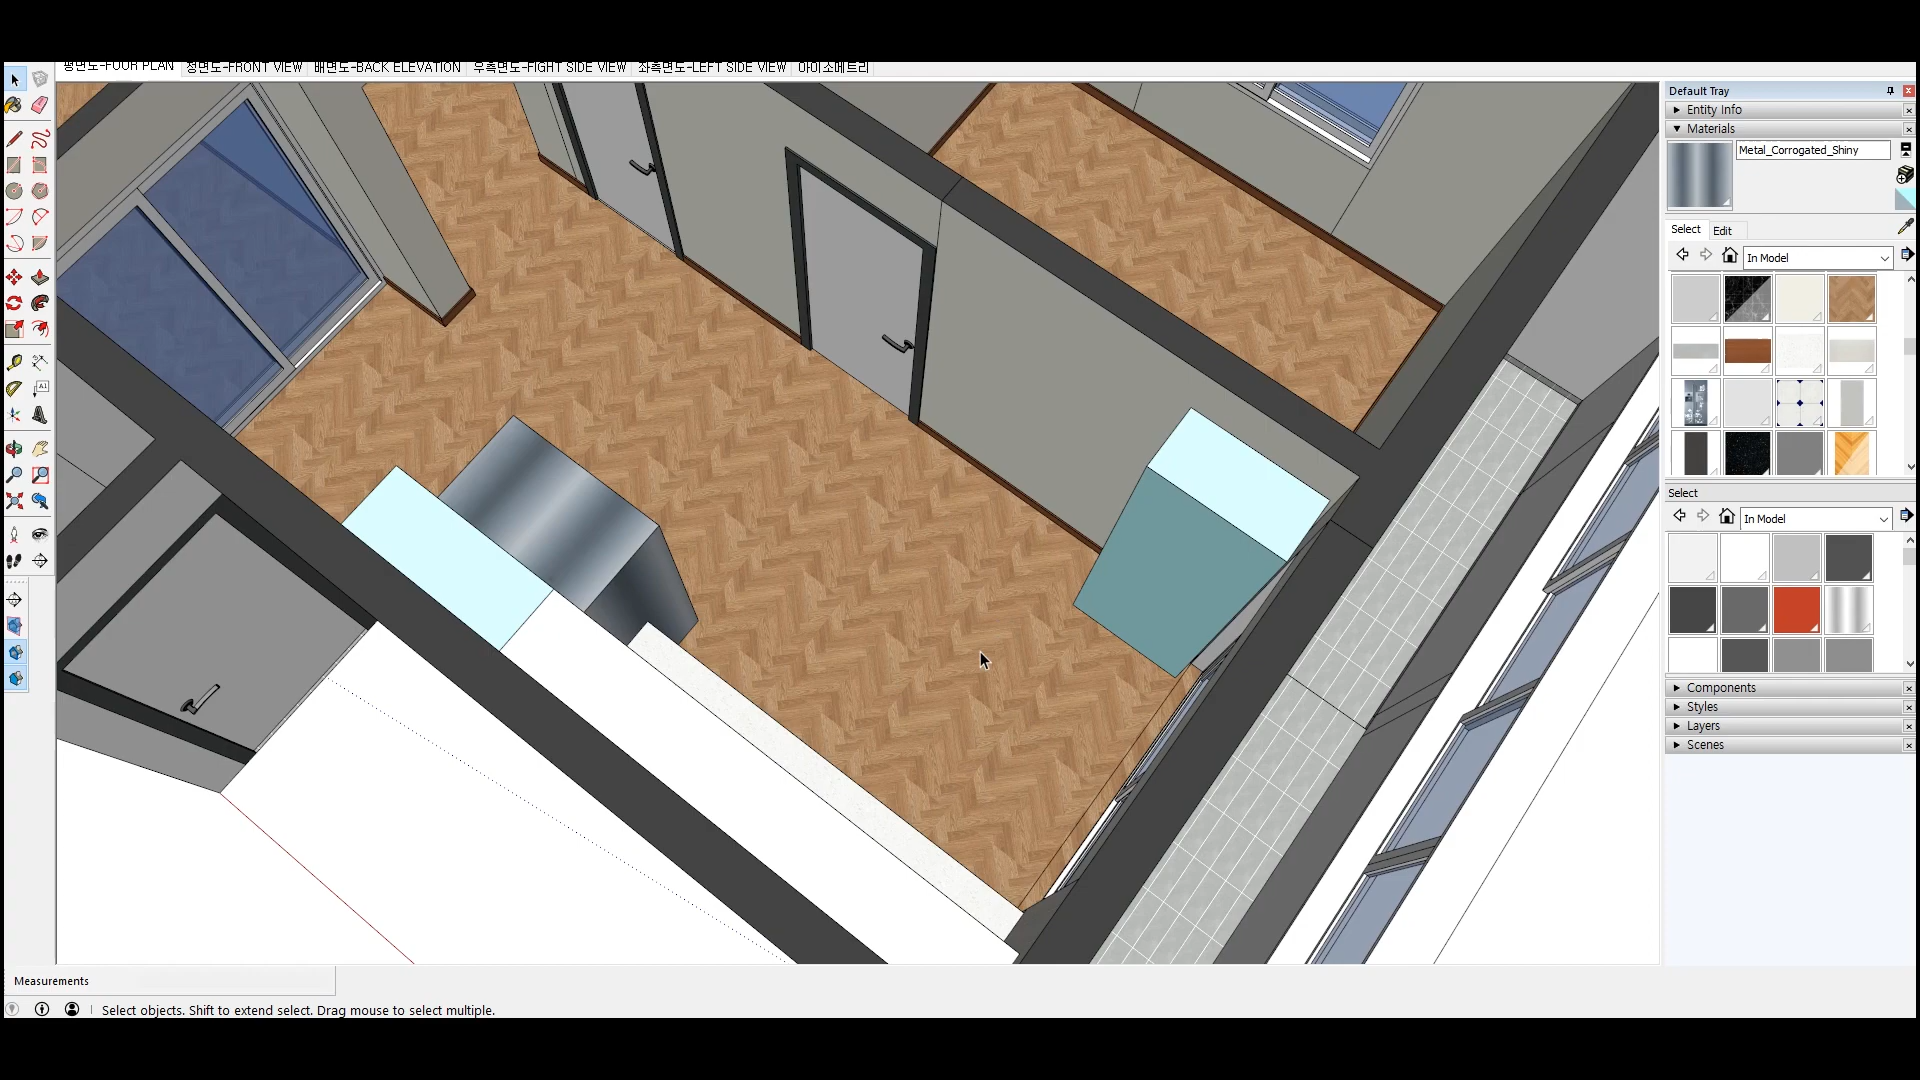 평면도-FOUR PLAN 정면도-FRONT VIEW 배면도-BACK ELEVATION 우측면도-FIGHT SIDE VIEW 좌측면도-LEFT SIDE VIEW 아이소메트리
Default Tray
Entity Info
Materials
Metal_Corrogated_Shiny
Select Edit
In Model
Select
In Model
Components
Styles
Layers
Scenes
Measurements
Select objects. Shift to extend select. Drag mouse to select multiple.